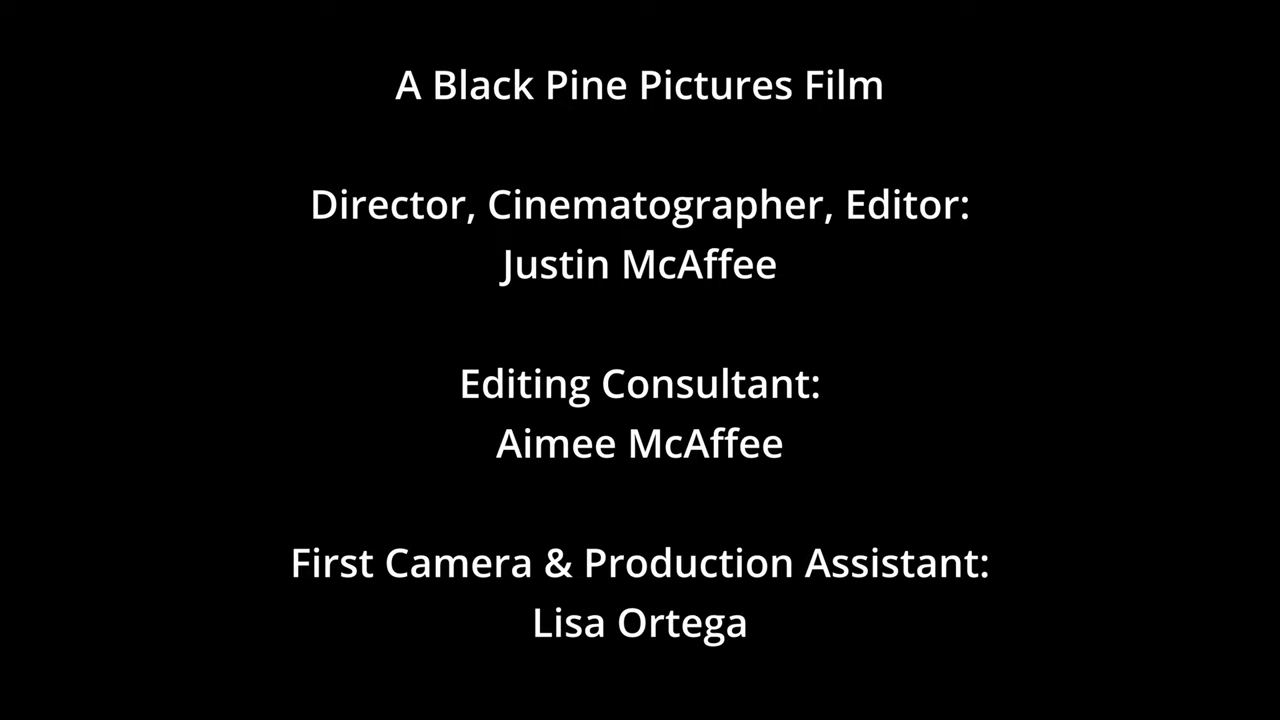 A Black Pine Pictures Film
Director, Cinematographer, Editor:
Justin McAffee
Editing Consultant:
Aimee McAffee
First Camera & Production Assistant:
Lisa Ortega